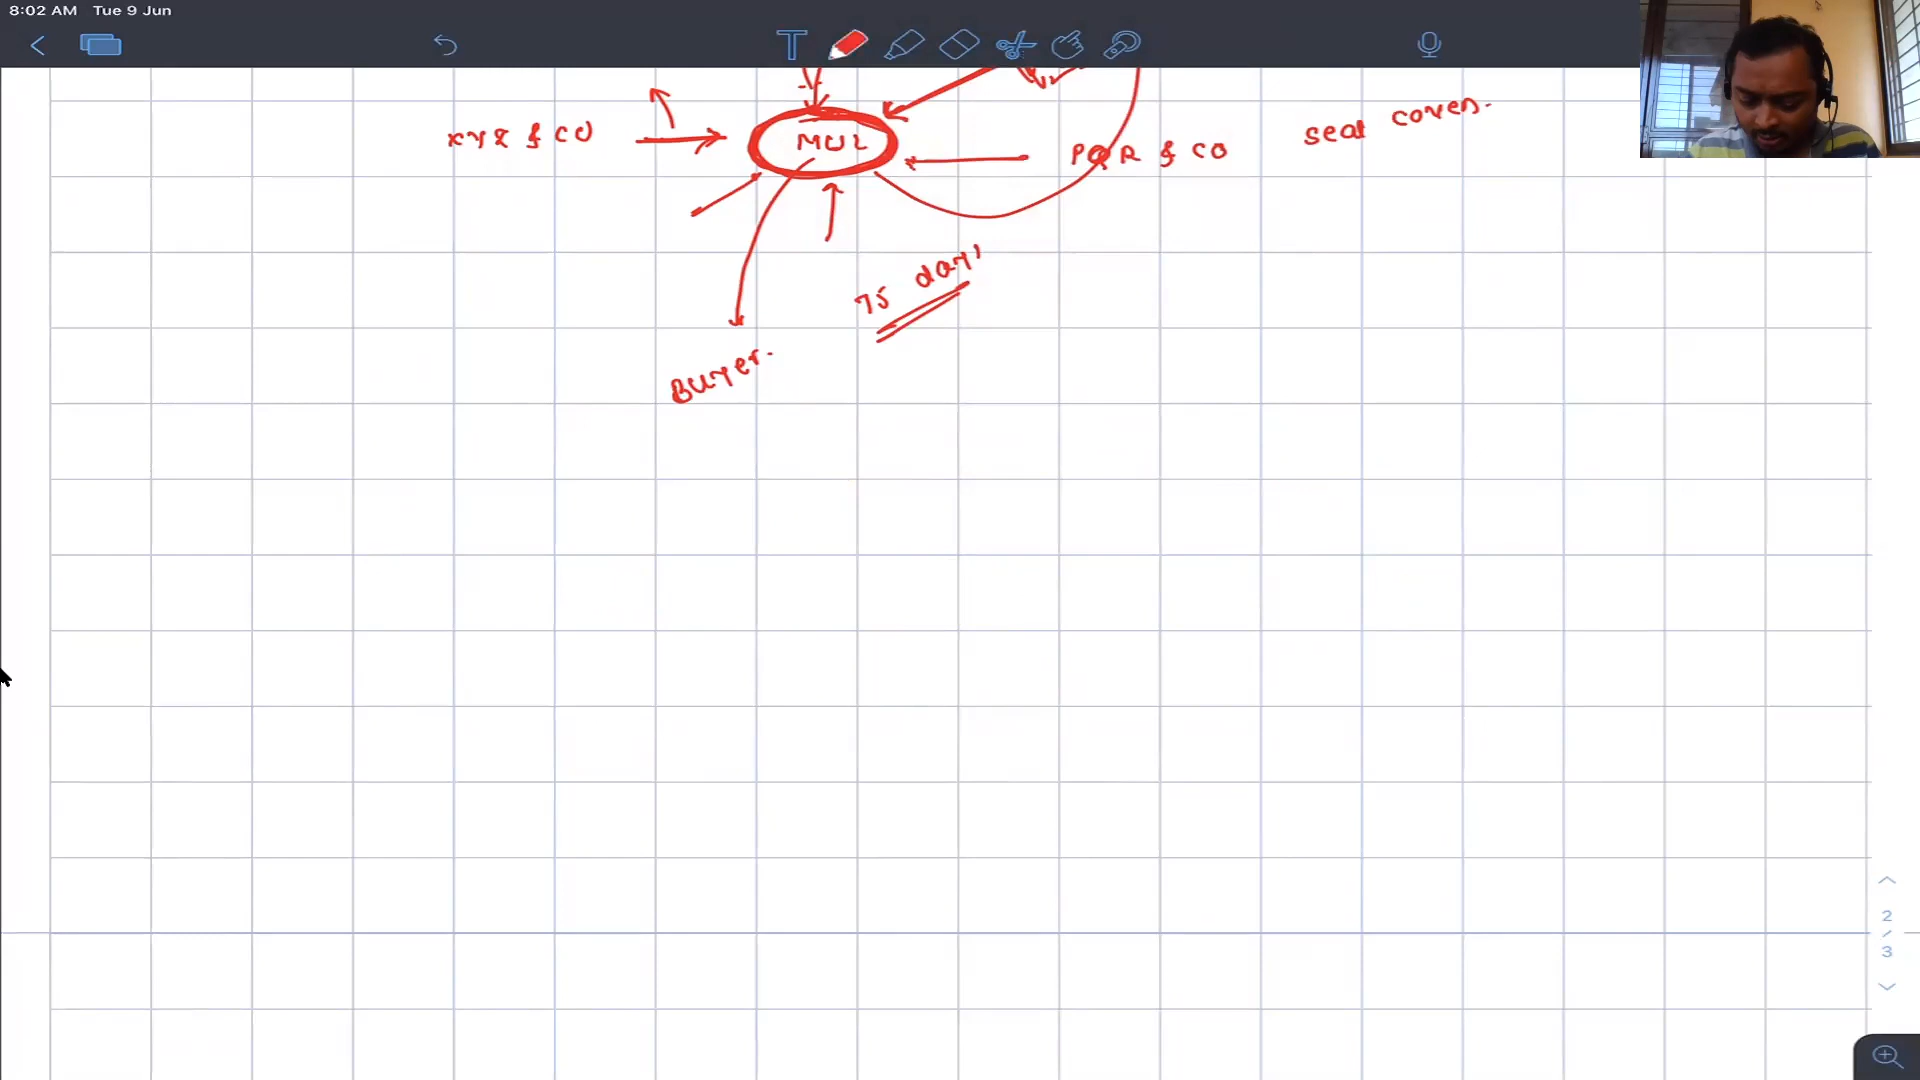 8:02 AM Tue 9 Jun
XYZ & CO
MUL
PQR & CO
seat covers.
75 days
Buyer.
2
/
3